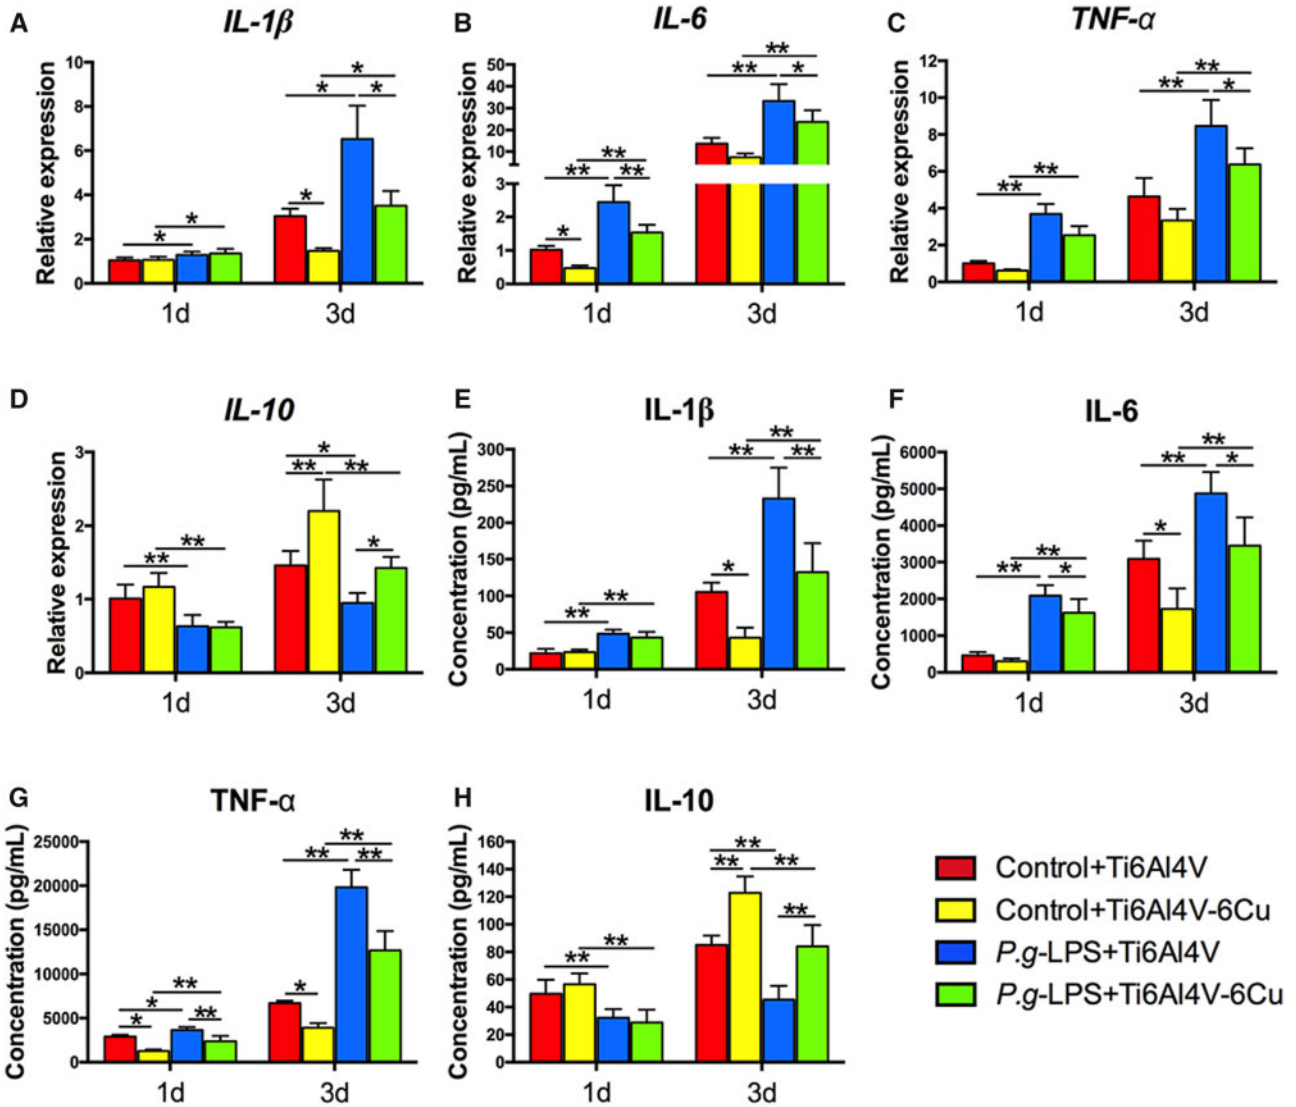 A
IL-1β
Relative expression
10
8
6
4
2
0
*
*
*
*
*
*
1d
3d
B
IL-6
Relative expression
50
40
30
20
10
3
2
1
0
*
**
**
**
**
**
*
1d
3d
C
TNF-α
Relative expression
12
10
8
6
4
2
0
**
**
**
**
*
1d
3d
D
IL-10
Relative expression
3
2
1
0
**
**
*
**
**
*
1d
3d
E
IL-1β
Concentration (pg/mL)
300
250
200
150
100
50
0
**
**
*
**
**
**
1d
3d
F
IL-6
Concentration (pg/mL)
6000
5000
4000
3000
2000
1000
0
**
**
*
*
**
**
*
1d
3d
G
TNF-α
Concentration (pg/mL)
25000
20000
15000
10000
5000
0
*
*
**
**
*
**
**
**
1d
3d
H
IL-10
Concentration (pg/mL)
160
140
120
100
80
60
40
20
0
**
**
**
**
**
**
1d
3d
Control+Ti6Al4V
Control+Ti6Al4V-6Cu
P.g-LPS+Ti6Al4V
P.g-LPS+Ti6Al4V-6Cu